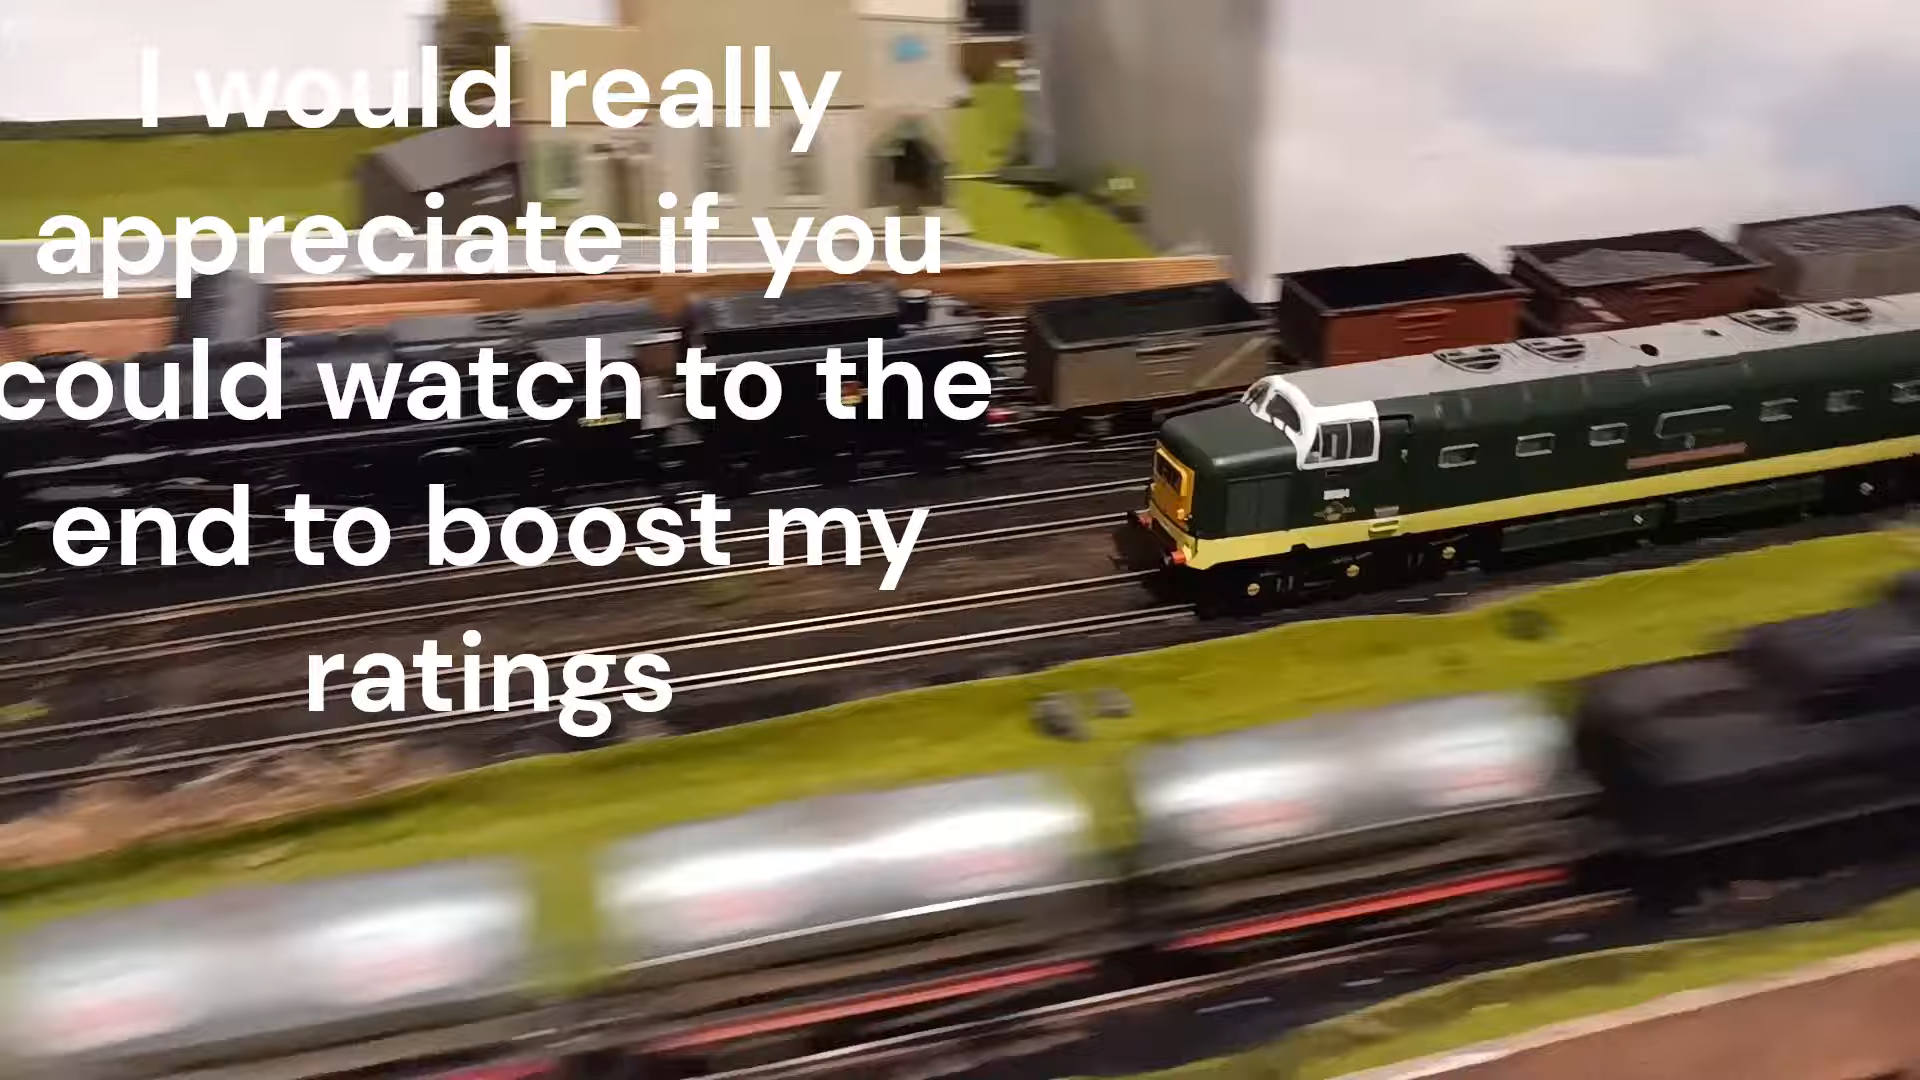 I would really
appreciate if you
could watch to the
end to boost my
ratings